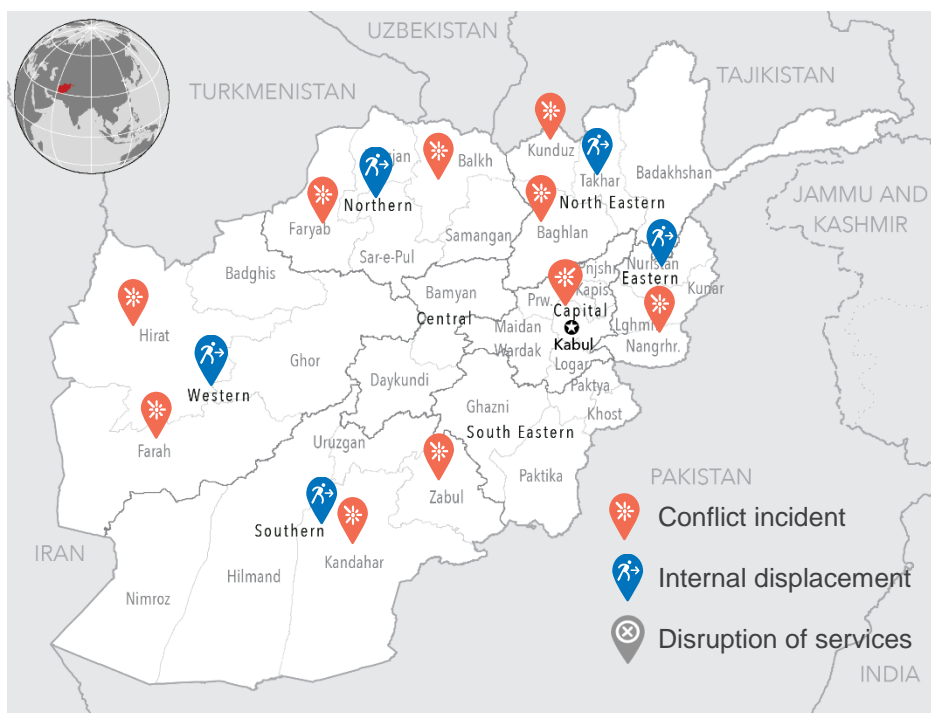 UZBEKISTAN
TAJIKISTAN
TURKMENISTAN
Kunduz
Balkh
Takhar
Badakhshan
JAMMU AND
KASHMIR
Northern
North Eastern
Faryab
Baghlan
Samangan
Sar-e-Pul
Nuristan
Badghis
Eastern
Kunar
Bamyan
Kapis.
Prw.
Capital
Central
Maidan
Wardak
Lghmn
Hirat
Kabul
Nangrhr.
Ghor
Logar
Daykundi
Paktya
Western
Ghazni
Khost
South Eastern
Uruzgan
Farah
Paktika
Zabul
PAKISTAN
Conflict incident
Southern
IRAN
Kandahar
Hilmand
Internal displacement
Nimroz
Disruption of services
INDIA